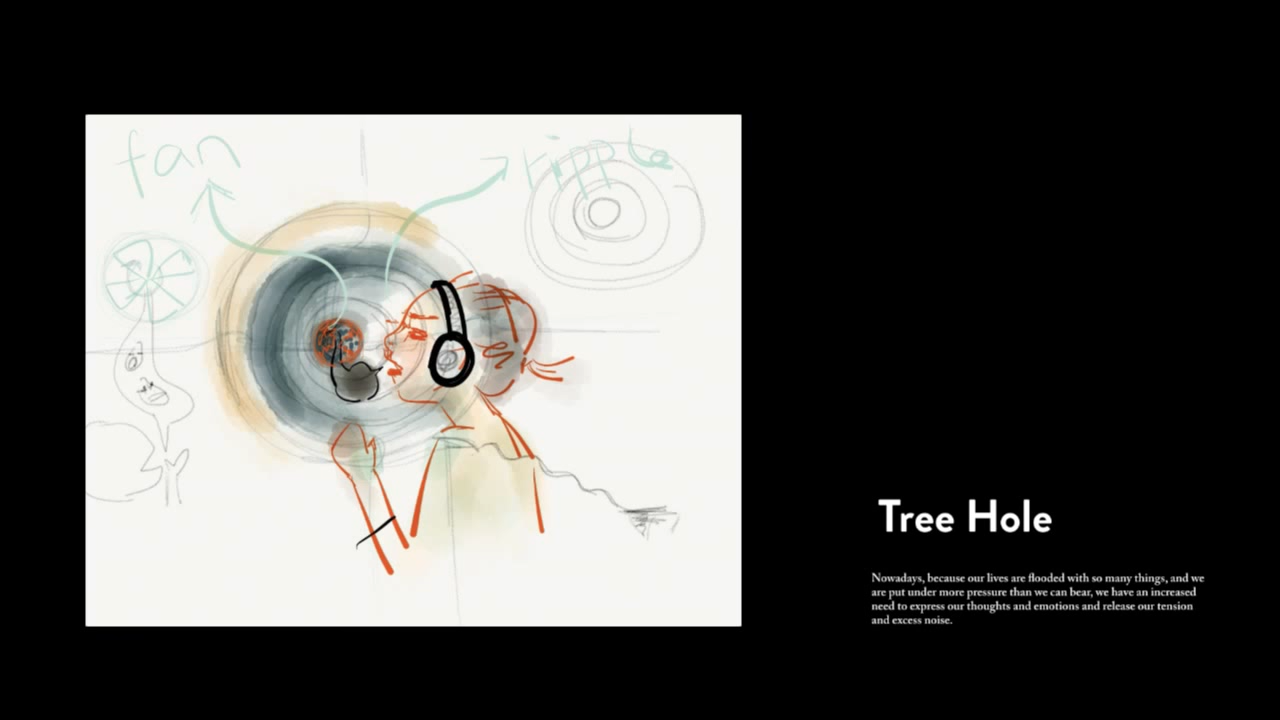 fan
ripple
Tree Hole
Nowadays, because our lives are flooded with so many things, and we
are put under more pressure than we can bear, we have an increased
need to express our thoughts and emotions and release our tension
and excess noise.